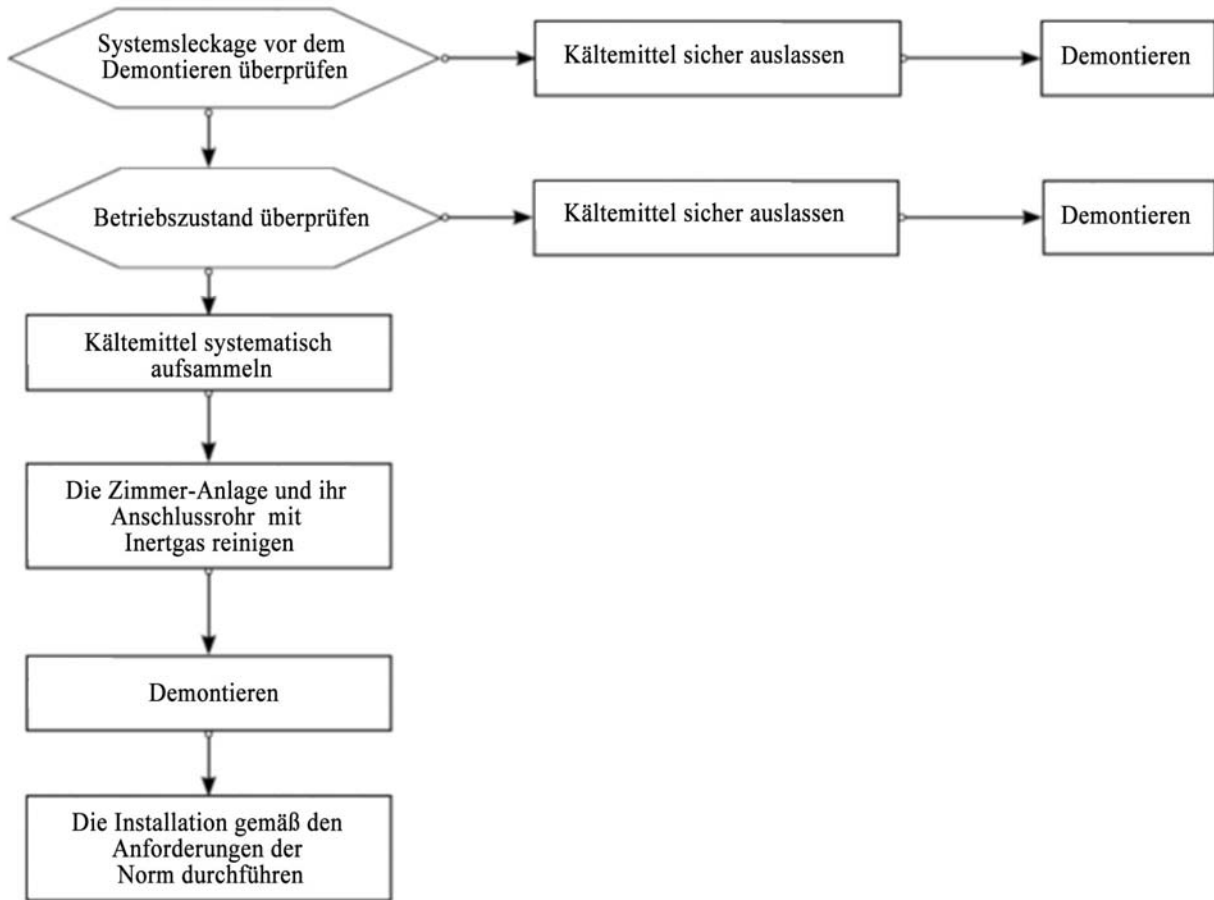 Systemsleckage vor dem
Demontieren überprüfen
Kältemittel sicher auslassen
Demontieren
Betriebszustand überprüfen
Kältemittel sicher auslassen
Demontieren
Kältemittel systematisch
aufsammeln
Die Zimmer-Anlage und ihr
Anschlussrohr mit
Inertgas reinigen
Demontieren
Die Installation gemäß den
Anforderungen der
Norm durchführen